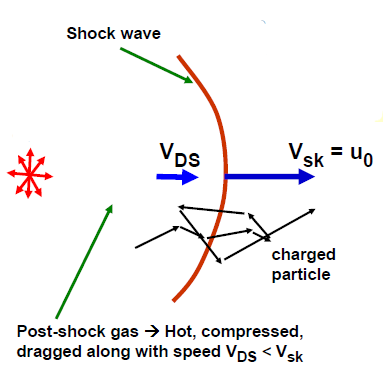 Shock wave
V_DS
V_sk = u_0
charged
particle
Post-shock gas → Hot, compressed,
dragged along with speed V_DS < V_sk